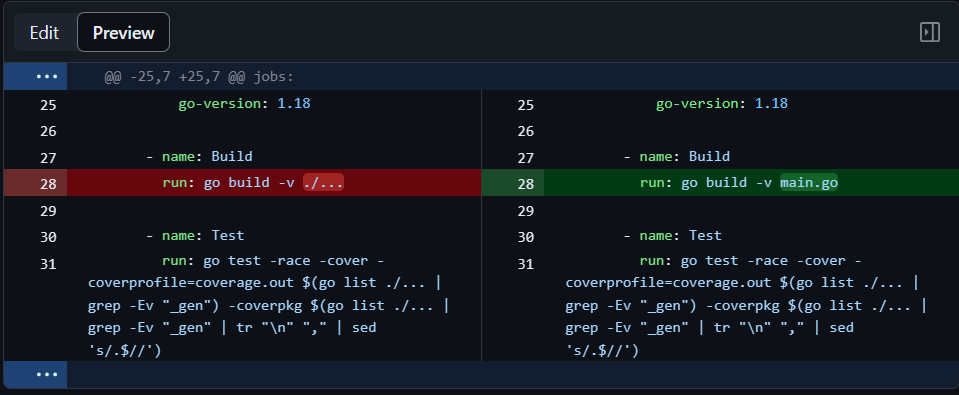 Edit Preview
... @@ -25,7 +25,7 @@ jobs:
25 go-version: 1.18
26
27 - name: Build
28 run: go build -v ./...
29
30 - name: Test
31 run: go test -race -cover -
coverprofile=coverage.out $(go list ./... |
grep -Ev "_gen") -coverpkg $(go list ./... |
grep -Ev "_gen" | tr "\n" "," | sed
's/.$//')
25 go-version: 1.18
26
27 - name: Build
28 run: go build -v main.go
29
30 - name: Test
31 run: go test -race -cover -
coverprofile=coverage.out $(go list ./... |
grep -Ev "_gen") -coverpkg $(go list ./... |
grep -Ev "_gen" | tr "\n" "," | sed
's/.$//')
...